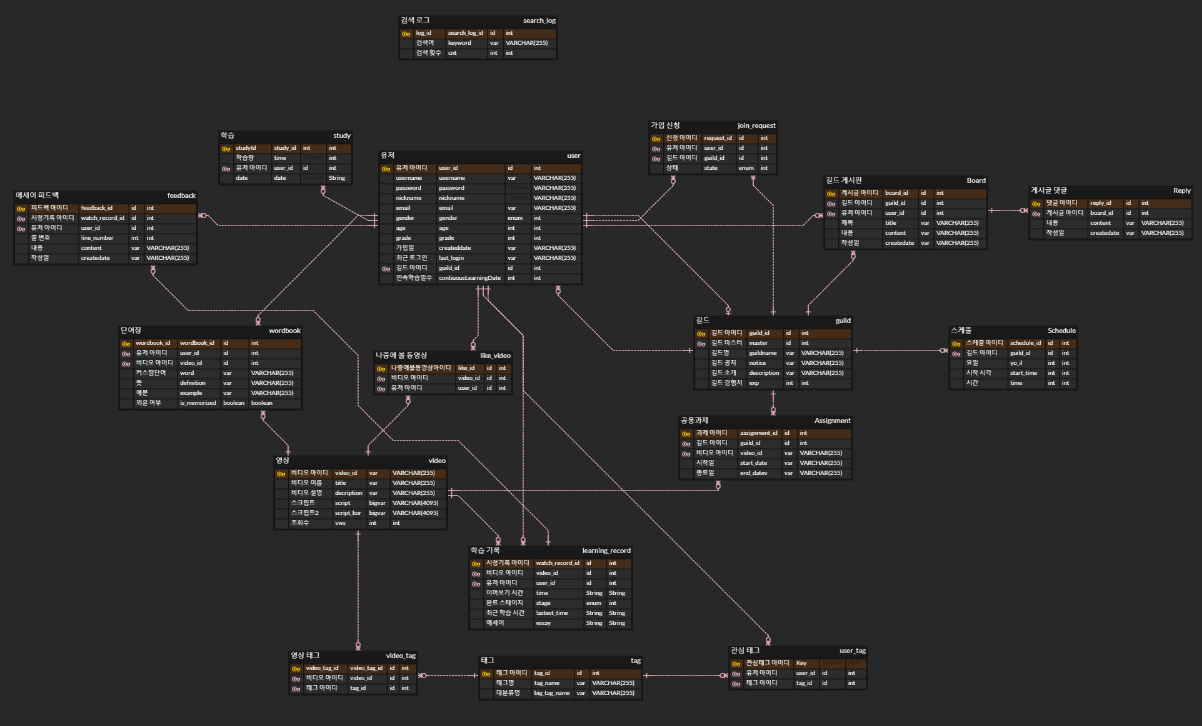 검색 로그 search_log
log_id search_log_id id int
검색어 keyword var VARCHAR(255)
검색 횟수 cnt int int
학습 study
studyId study_id int int
학습량 time int
유저 아이디 user_id id int
date date String
유저 user
유저 아이디 user_id id int
username username var VARCHAR(255)
password password VARCHAR(255)
nickname nickname VARCHAR(255)
email email var VARCHAR(255)
gender gender enum int
age age int int
grade grade int int
가입일 createddate var VARCHAR(255)
최근 로그인 last_login var VARCHAR(255)
길드 아이디 guild_id id int
연속학습일수 contiuousLearningDate int int
가입 신청 join_request
신청 아이디 request_id id int
유저 아이디 user_id id int
길드 아이디 guild_id id int
상태 state enum int
길드 게시판 Board
게시글 아이디 board_id id int
길드 아이디 guild_id id int
유저 아이디 user_id id int
제목 title var VARCHAR(255)
내용 content var VARCHAR(255)
작성일 createdate var VARCHAR(255)
게시글 댓글 Reply
댓글 아이디 reply_id id int
게시글 아이디 board_id id int
내용 content var VARCHAR(255)
작성일 createdate var VARCHAR(255)
에세이 피드백 feedback
피드백 아이디 feedback_id id int
시청기록 아이디 watch_record_id id int
유저 아이디 user_id id int
줄 번호 line_number int int
내용 content var VARCHAR(255)
작성일 createdate var VARCHAR(255)
단어장 wordbook
wordbook_id wordbook_id id int
유저 아이디 user_id id int
비디오 아이디 video_id id int
커스텀단어 word var VARCHAR(255)
뜻 definition var VARCHAR(255)
예문 example var VARCHAR(255)
외운 여부 is_memorized boolean boolean
나중에 볼 동영상 like_video
나중에볼동영상아이디 like_id id int
비디오 아이디 video_id id int
유저 아이디 user_id id int
길드 guild
길드 아이디 guild_id id int
길드 마스터 master id int
길드명 guildname var VARCHAR(255)
길드 공지 notice var VARCHAR(255)
길드 소개 description var VARCHAR(255)
길드 경험치 exp int int
스케줄 Schedule
스케줄 아이디 schedule_id id int
길드 아이디 guild_id id int
요일 yo_il int int
시작 시각 start_time int int
시간 time int int
공동과제 Assignment
과제 아이디 assignment_id id int
길드 아이디 guild_id id int
비디오 아이디 video_id var VARCHAR(255)
시작일 start_date var VARCHAR(255)
종료일 end_datev var VARCHAR(255)
영상 video
비디오 아이디 video_id var VARCHAR(255)
비디오 이름 title var VARCHAR(255)
비디오 설명 decription var VARCHAR(255)
스크립트 script bigvar VARCHAR(4095)
스크립트2 script_kor bigvar VARCHAR(4095)
조회수 vws int int
학습 기록 learning_record
시청기록 아이디 watch_record_id id int
비디오 아이디 video_id id int
유저 아이디 user_id id int
이어보기 시간 time String String
완료 스테이지 stage enum int
최근 학습 시간 lastest_time String String
에세이 essay String String
영상 태그 video_tag
video_tag_id video_tag_id id int
비디오 아이디 video_id id int
태그 아이디 tag_id id int
태그 tag
태그 아이디 tag_id id int
태그명 tag_name var VARCHAR(255)
대분류명 big_tag_name var VARCHAR(255)
관심 태그 user_tag
관심태그 아이디 Key
유저 아이디 user_id id int
태그 아이디 tag_id id int